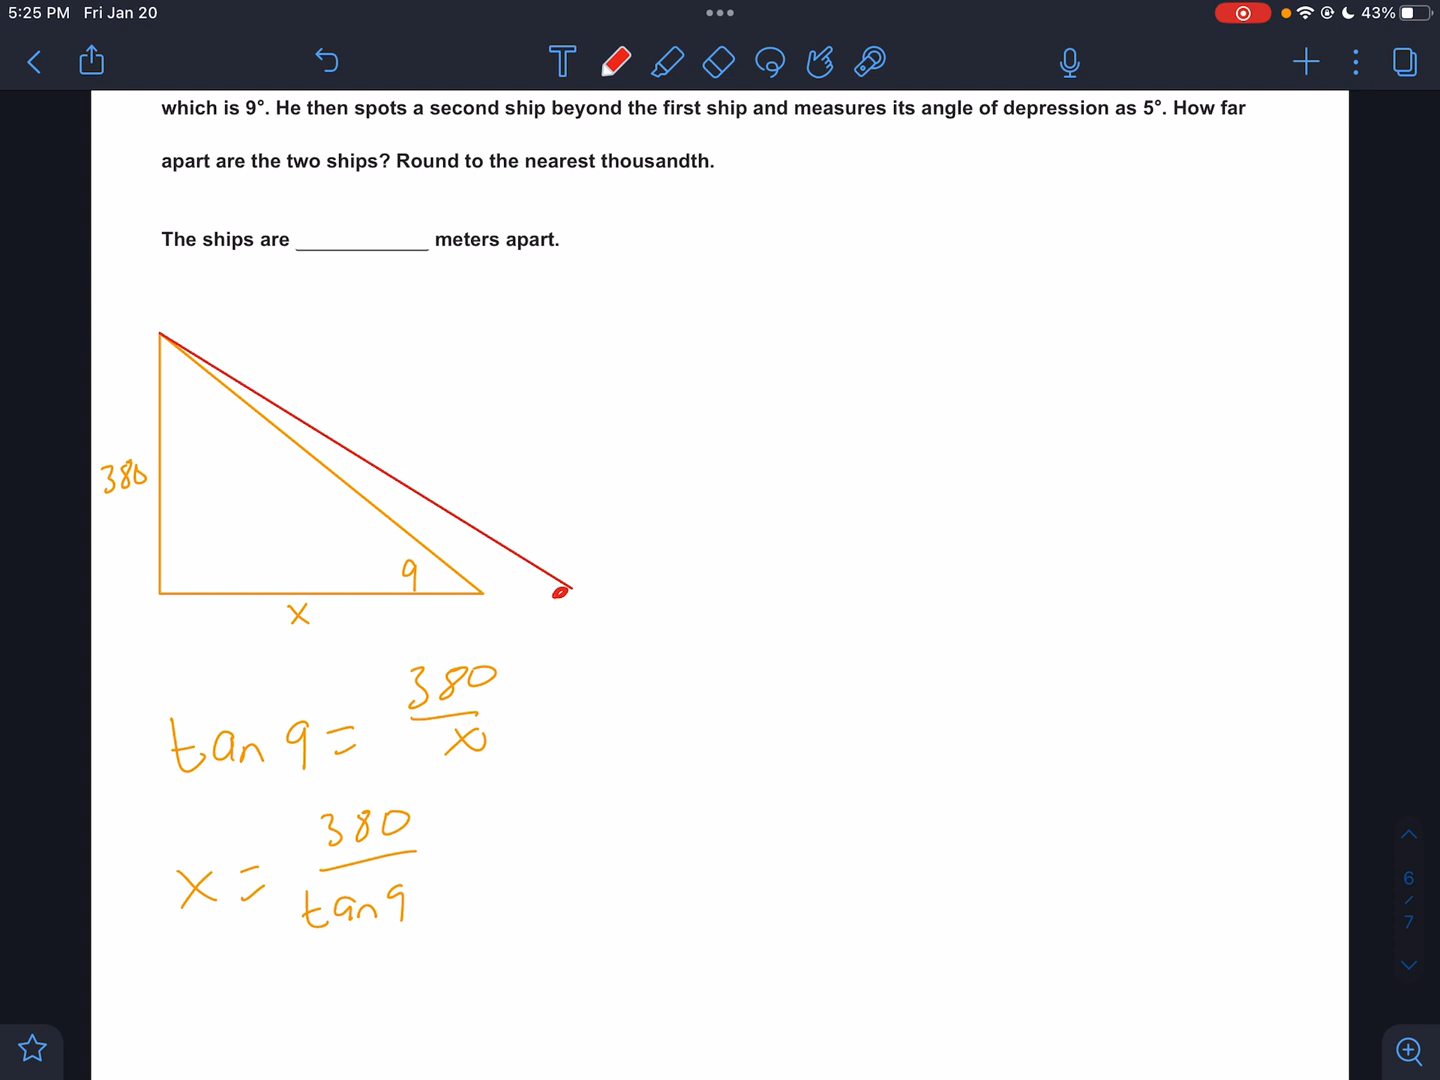 5:25 PM Fri Jan 20
43%
which is 9°. He then spots a second ship beyond the first ship and measures its angle of depression as 5°. How far
apart are the two ships? Round to the nearest thousandth.
The ships are ____________ meters apart.
380
9
x
tan 9 = 380/x
x = 380/tan 9
6
/
7